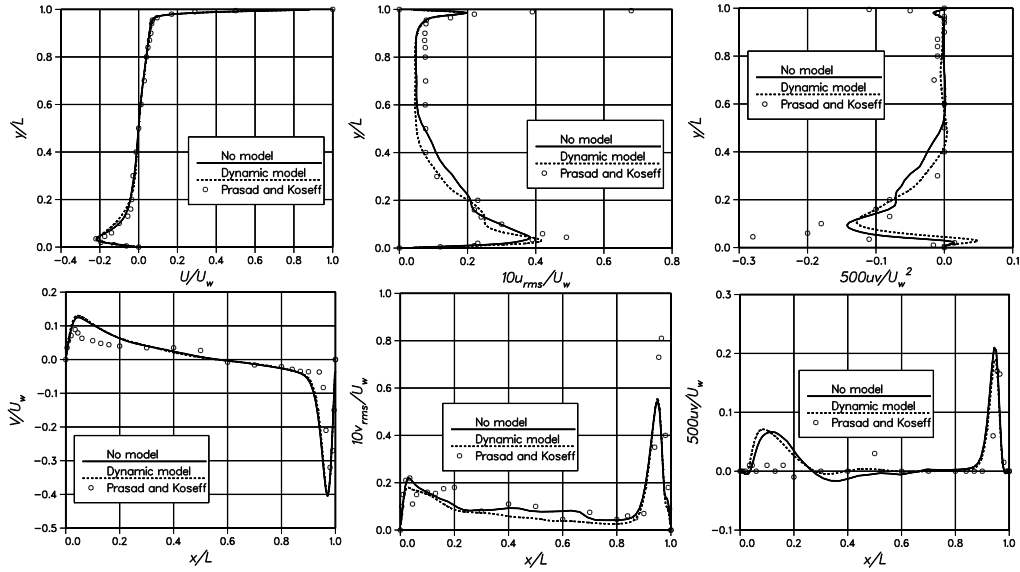 1.0
0.8
0.6
0.4
0.2
0.0
y/L
No model
Dynamic model
Prasad and Koseff
−0.4 −0.2 0.0 0.2 0.4 0.6 0.8 1.0
U/U_w
1.0
0.8
0.6
0.4
0.2
0.0
y/L
No model
Dynamic model
Prasad and Koseff
0.0 0.2 0.4 0.6 0.8
10u_rms/U_w
1.0
0.8
0.6
0.4
0.2
0.0
y/L
No model
Dynamic model
Prasad and Koseff
−0.3 −0.2 −0.1 0.0 0.1
500uv/U_w^2
0.2
0.1
0.0
−0.1
−0.2
−0.3
−0.4
−0.5
V/U_w
No model
Dynamic model
Prasad and Koseff
0.0 0.2 0.4 0.6 0.8 1.0
x/L
1.0
0.8
0.6
0.4
0.2
0.0
10v_rms/U_w
No model
Dynamic model
Prasad and Koseff
0.0 0.2 0.4 0.6 0.8 1.0
x/L
0.3
0.2
0.1
0.0
−0.1
500uv/U_w
No model
Dynamic model
Prasad and Koseff
0.0 0.2 0.4 0.6 0.8 1.0
x/L